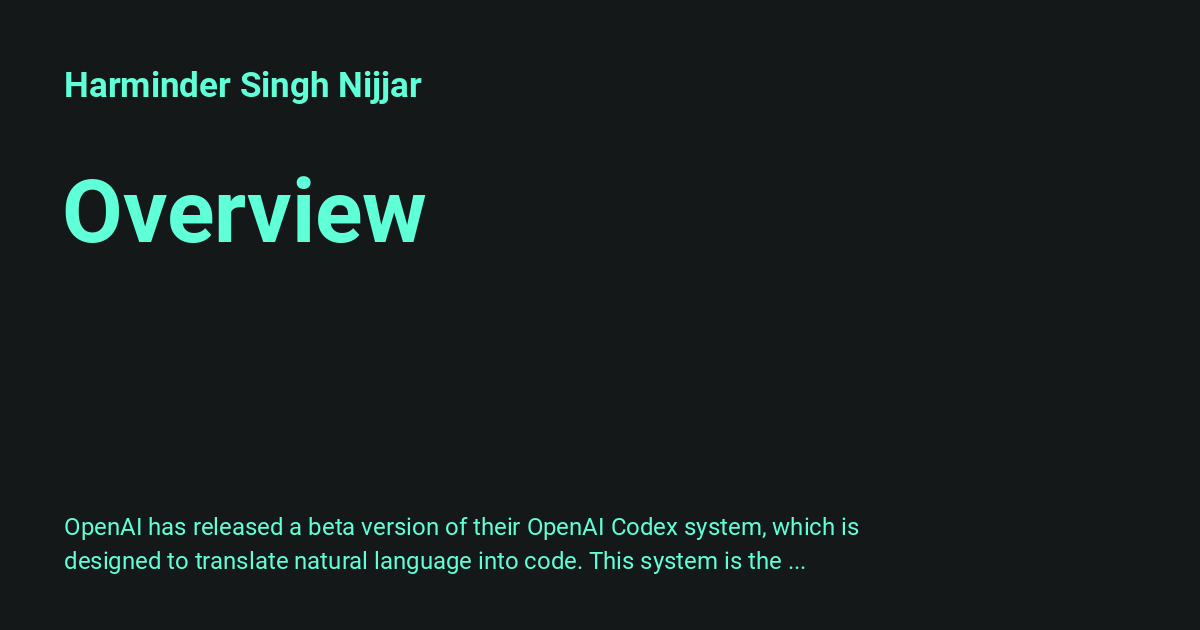 Harminder Singh Nijjar
Overview
OpenAI has released a beta version of their OpenAI Codex system, which is
designed to translate natural language into code. This system is the ...